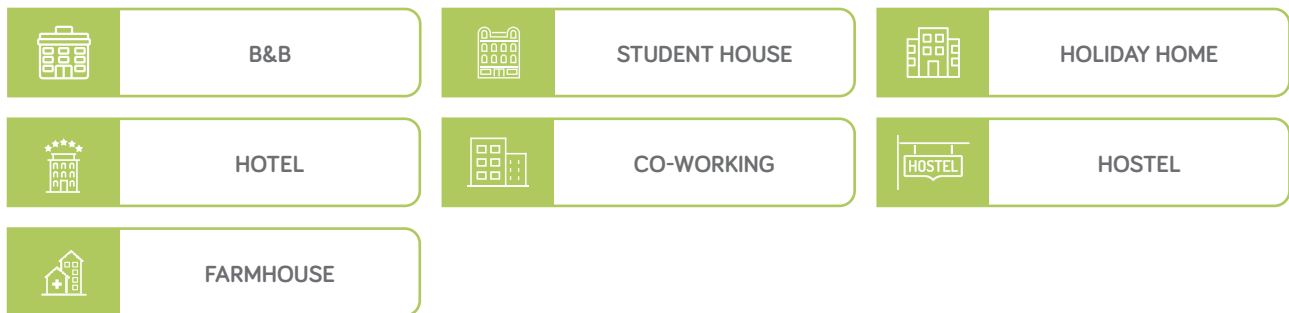 B&B
STUDENT HOUSE
HOLIDAY HOME
HOTEL
CO-WORKING
HOSTEL
HOSTEL
FARMHOUSE